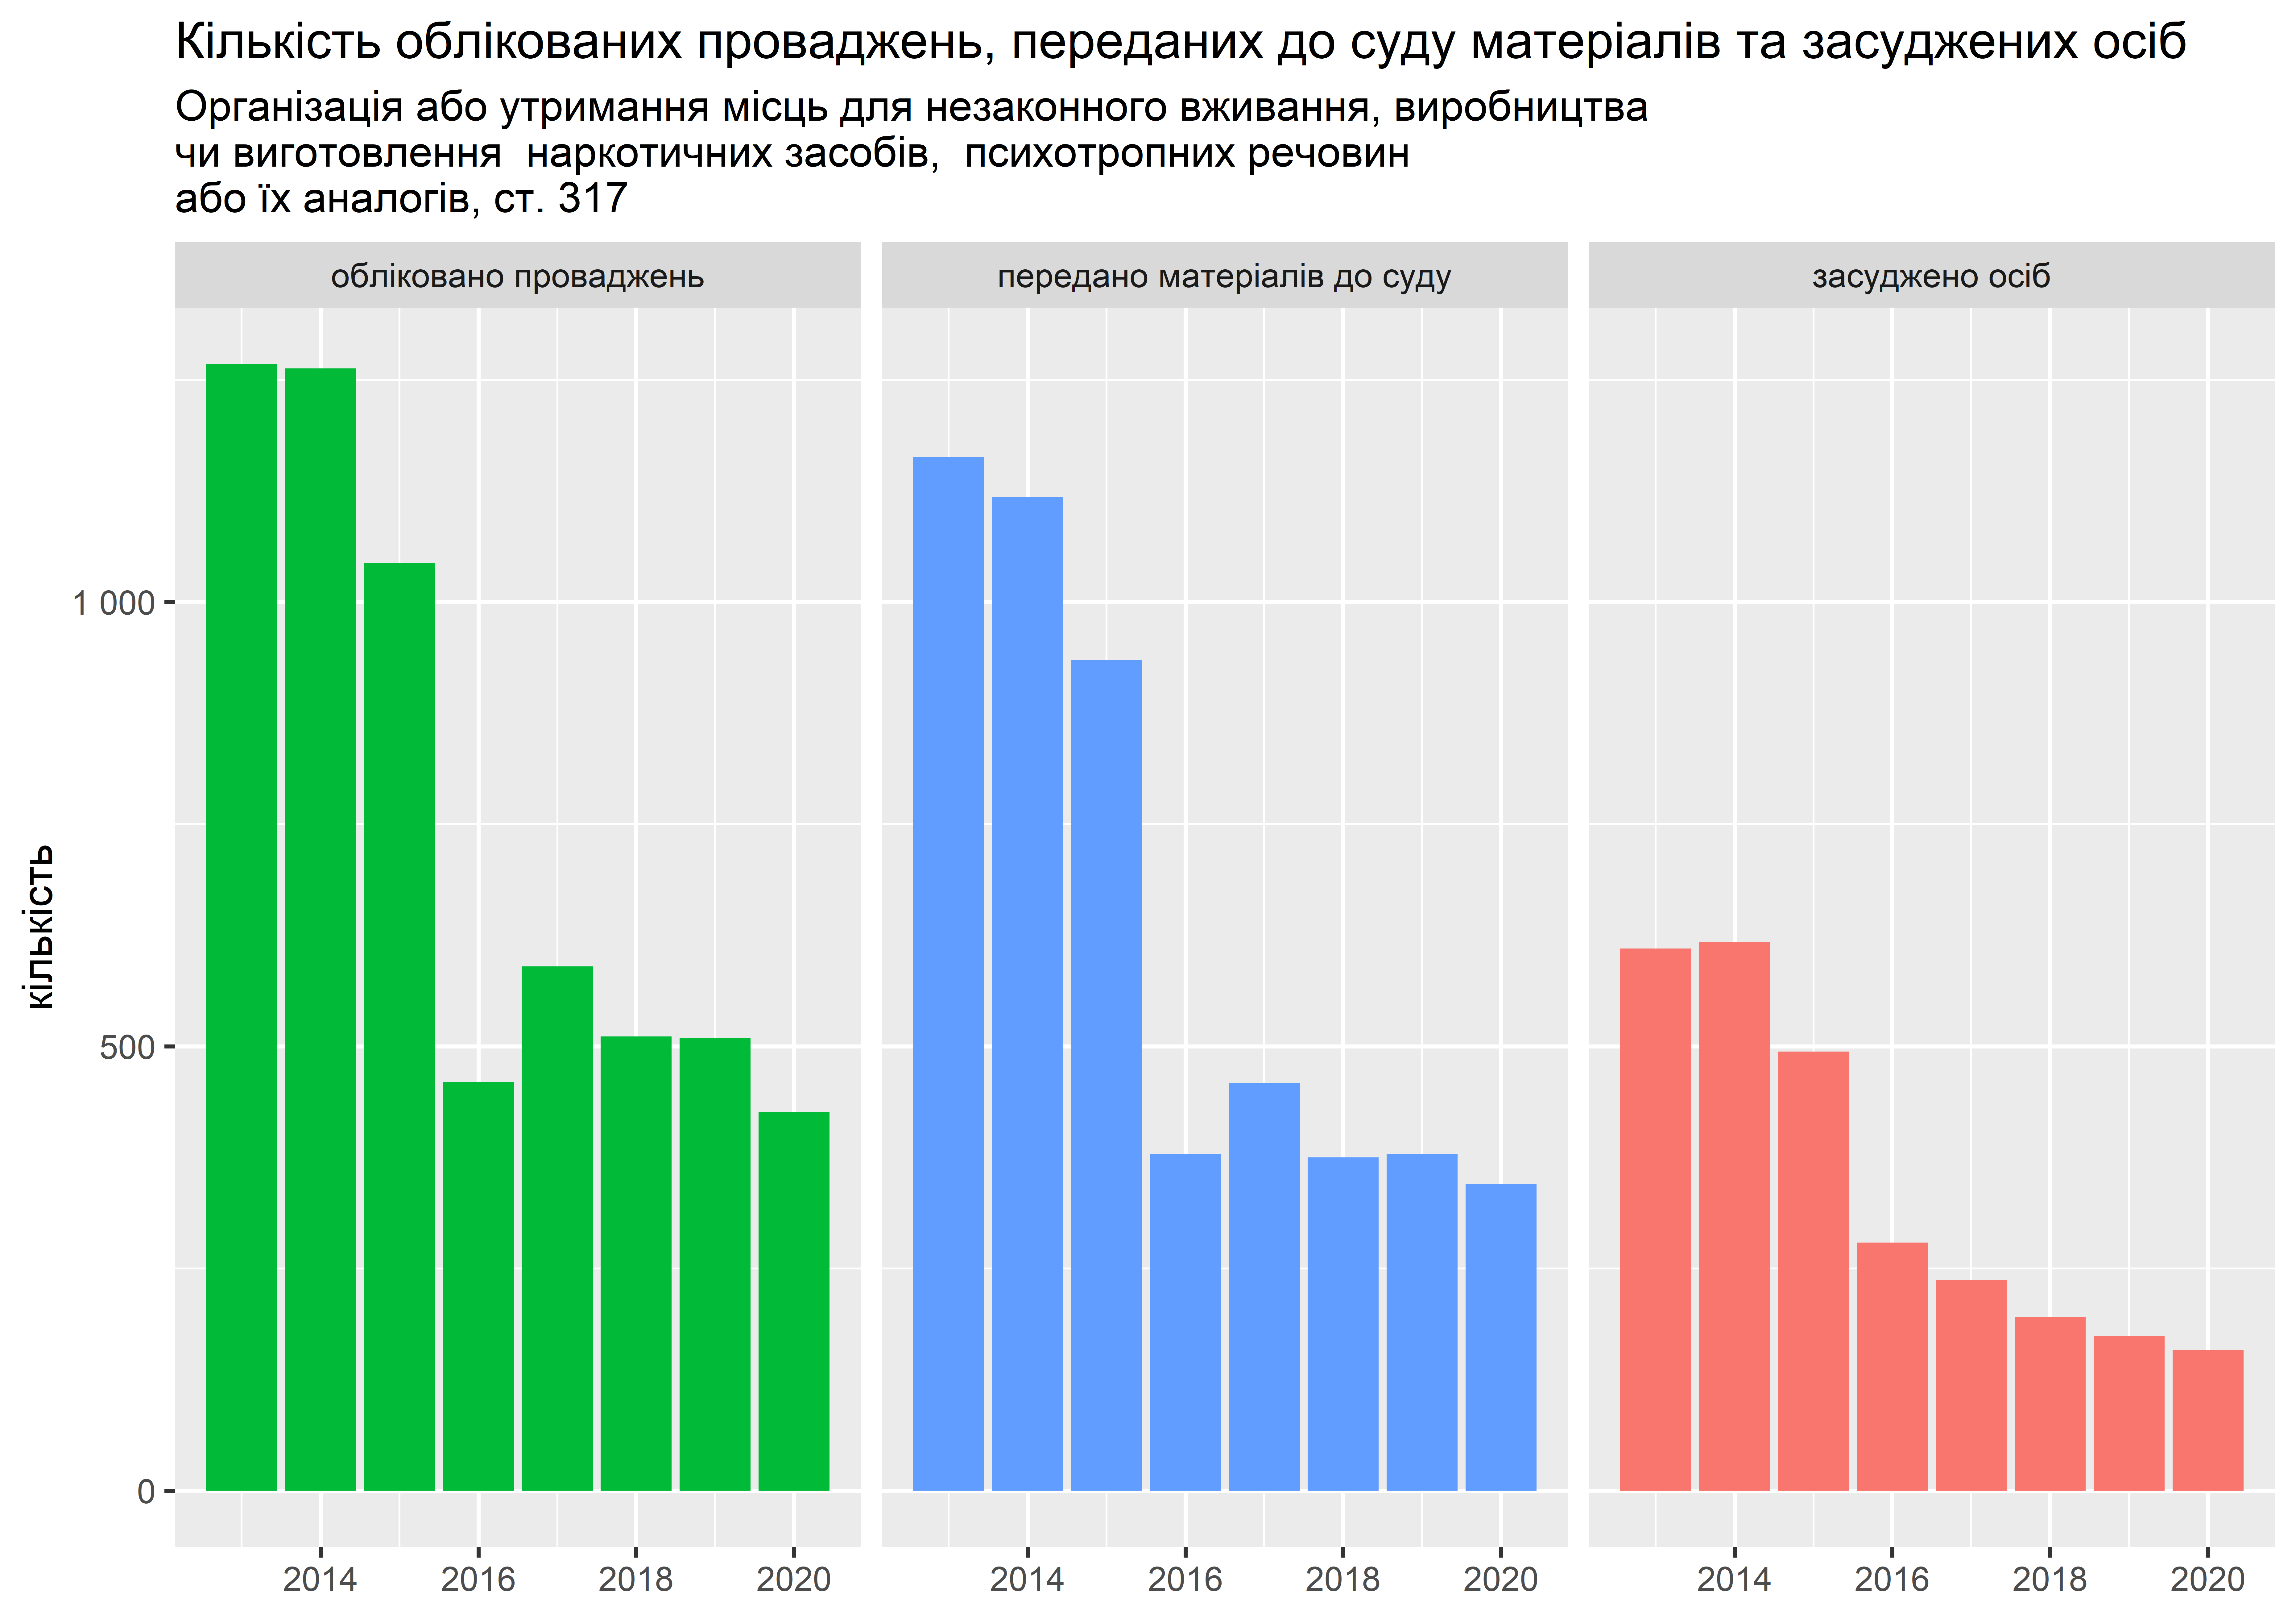 Кількість облікованих проваджень, переданих до суду матеріалів та засуджених осіб
Організація або утримання місць для незаконного вживання, виробництва
чи виготовлення  наркотичних засобів,  психотропних речовин
або їх аналогів, ст. 317
обліковано проваджень
передано матеріалів до суду
засуджено осіб
кількість
1 000
500
0
2014 2016 2018 2020
2014 2016 2018 2020
2014 2016 2018 2020